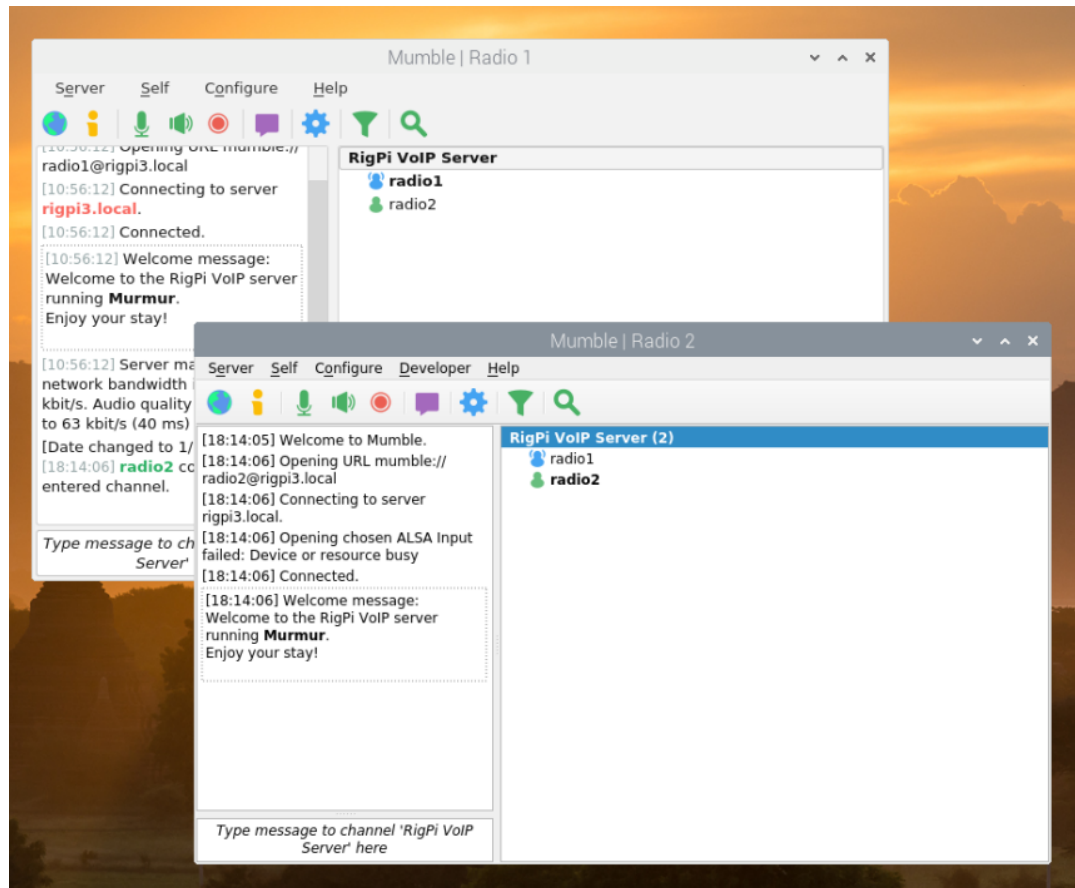 Mumble | Radio 1
Server Self Configure Help
[10:56:12] Opening URL mumble://
radio1@rigpi3.local
[10:56:12] Connecting to server
rigpi3.local.
[10:56:12] Connected.
[10:56:12] Welcome message:
Welcome to the RigPi VoIP server
running Murmur.
Enjoy your stay!
[10:56:12] Server ma
network bandwidth
kbit/s. Audio quality
to 63 kbit/s (40 ms)
[Date changed to 1/
[18:14:06] radio2 co
entered channel.
Type message to ch
Server'
RigPi VoIP Server
radio1
radio2
Mumble | Radio 2
Server Self Configure Developer Help
[18:14:05] Welcome to Mumble.
[18:14:06] Opening URL mumble://
radio2@rigpi3.local
[18:14:06] Connecting to server
rigpi3.local.
[18:14:06] Opening chosen ALSA Input
failed: Device or resource busy
[18:14:06] Connected.
[18:14:06] Welcome message:
Welcome to the RigPi VoIP server
running Murmur.
Enjoy your stay!
Type message to channel 'RigPi VoIP
Server' here
RigPi VoIP Server (2)
radio1
radio2